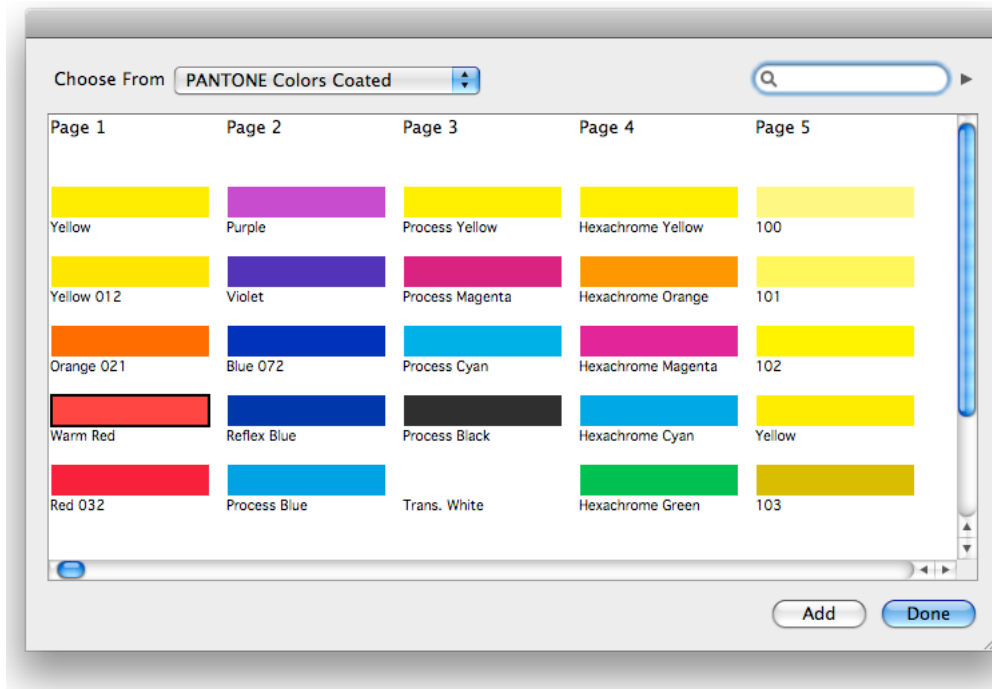 Choose From PANTONE Colors Coated
Page 1 Page 2 Page 3 Page 4 Page 5
Yellow Purple Process Yellow Hexachrome Yellow 100
Yellow 012 Violet Process Magenta Hexachrome Orange 101
Orange 021 Blue 072 Process Cyan Hexachrome Magenta 102
Warm Red Reflex Blue Process Black Hexachrome Cyan Yellow
Red 032 Process Blue Trans. White Hexachrome Green 103
Add Done